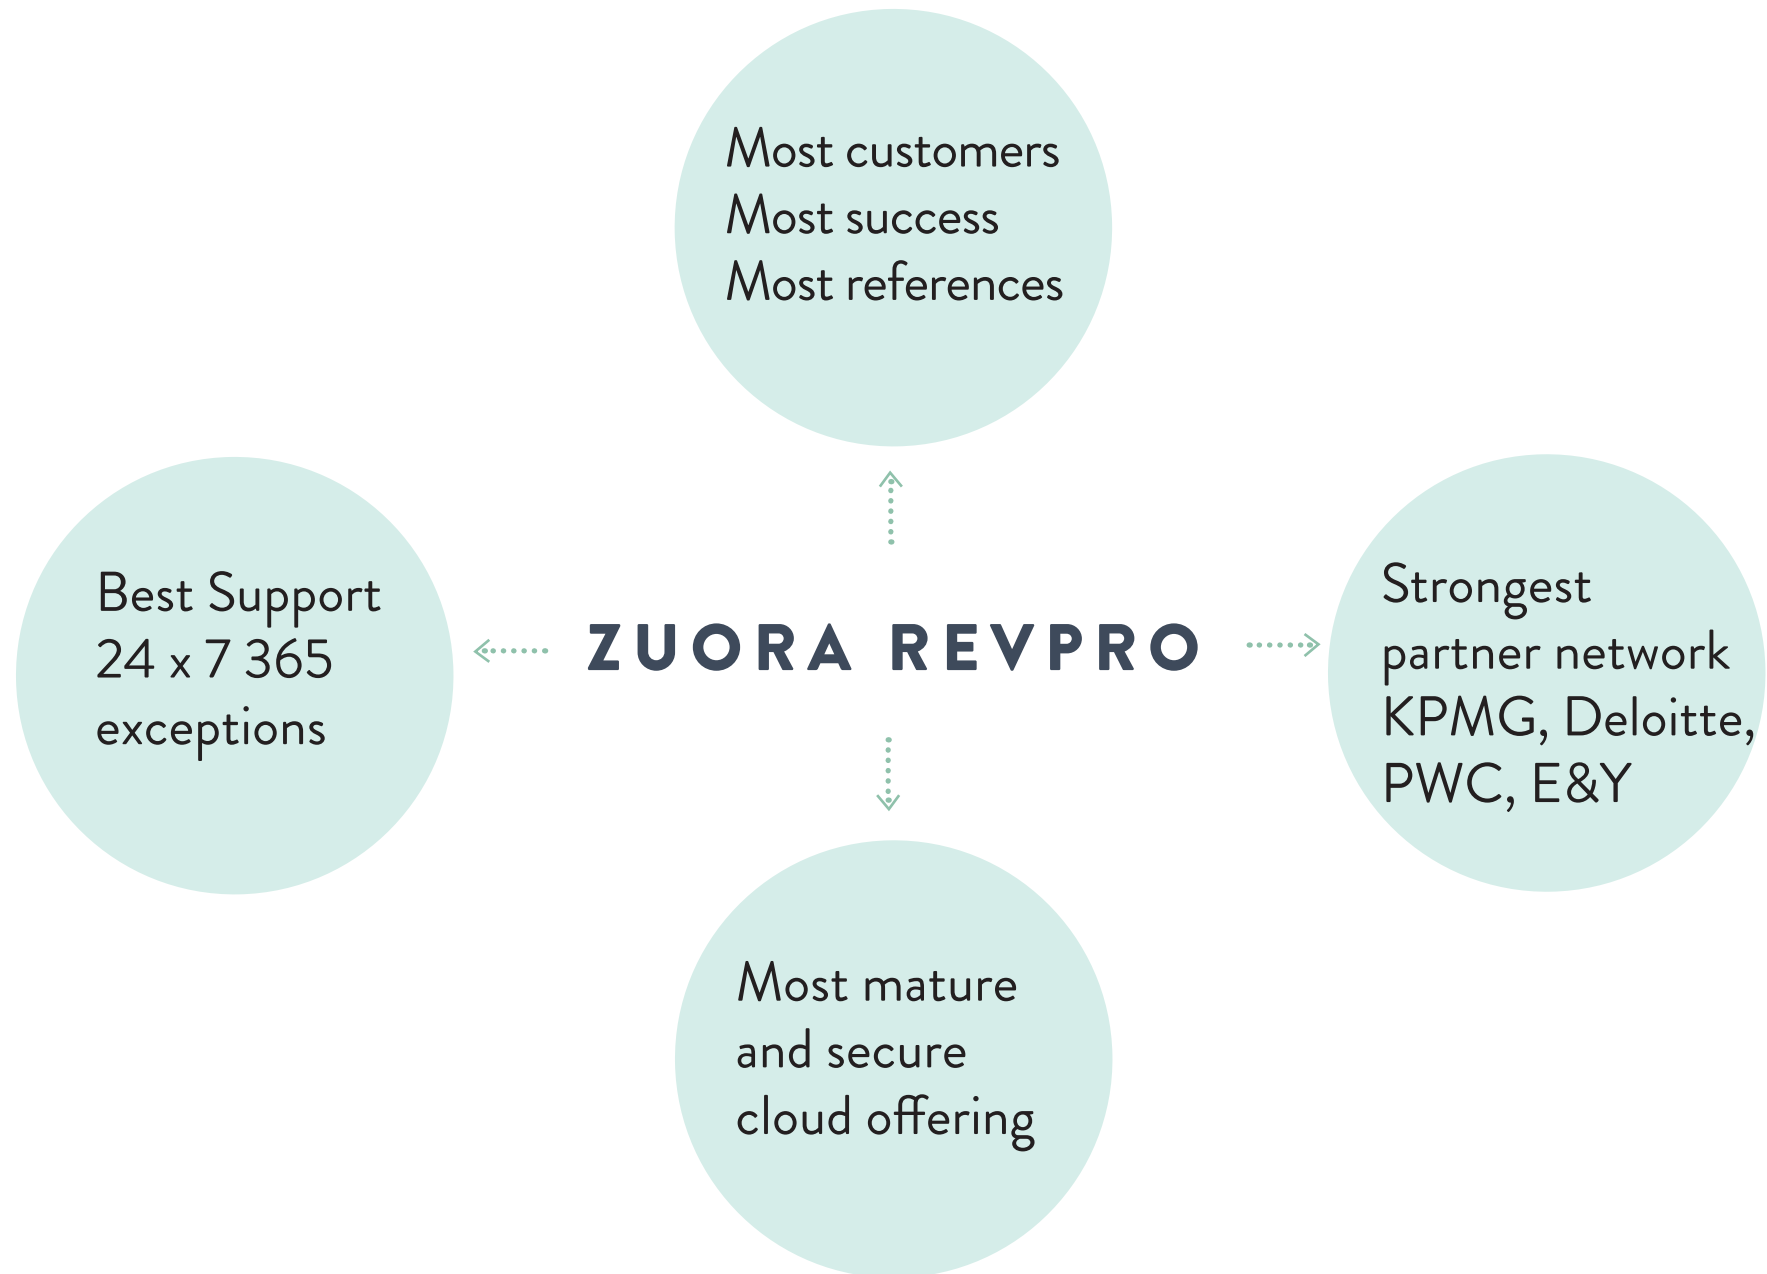 Most customers
Most success
Most references
Best Support
24 x 7 365
exceptions
ZUORA REVPRO
Strongest
partner network
KPMG, Deloitte,
PWC, E&Y
Most mature
and secure
cloud offering